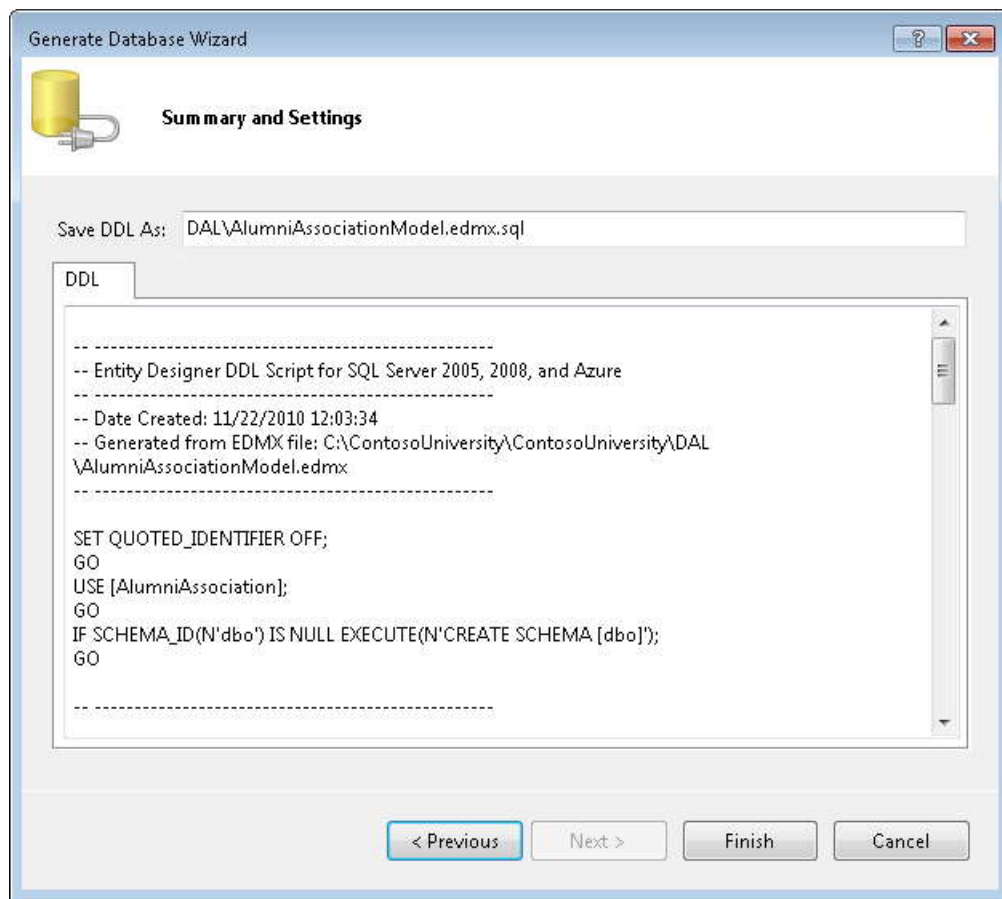 Generate Database Wizard
Summary and Settings
Save DDL As: DAL\AlumniAssociationModel.edmx.sql
DDL
-- --------------------------------------------------
-- Entity Designer DDL Script for SQL Server 2005, 2008, and Azure
-- --------------------------------------------------
-- Date Created: 11/22/2010 12:03:34
-- Generated from EDMX file: C:\ContosoUniversity\ContosoUniversity\DAL
\AlumniAssociationModel.edmx
-- --------------------------------------------------
SET QUOTED_IDENTIFIER OFF;
GO
USE [AlumniAssociation];
GO
IF SCHEMA_ID(N'dbo') IS NULL EXECUTE(N'CREATE SCHEMA [dbo]');
GO
-- --------------------------------------------------
< Previous Next > Finish Cancel